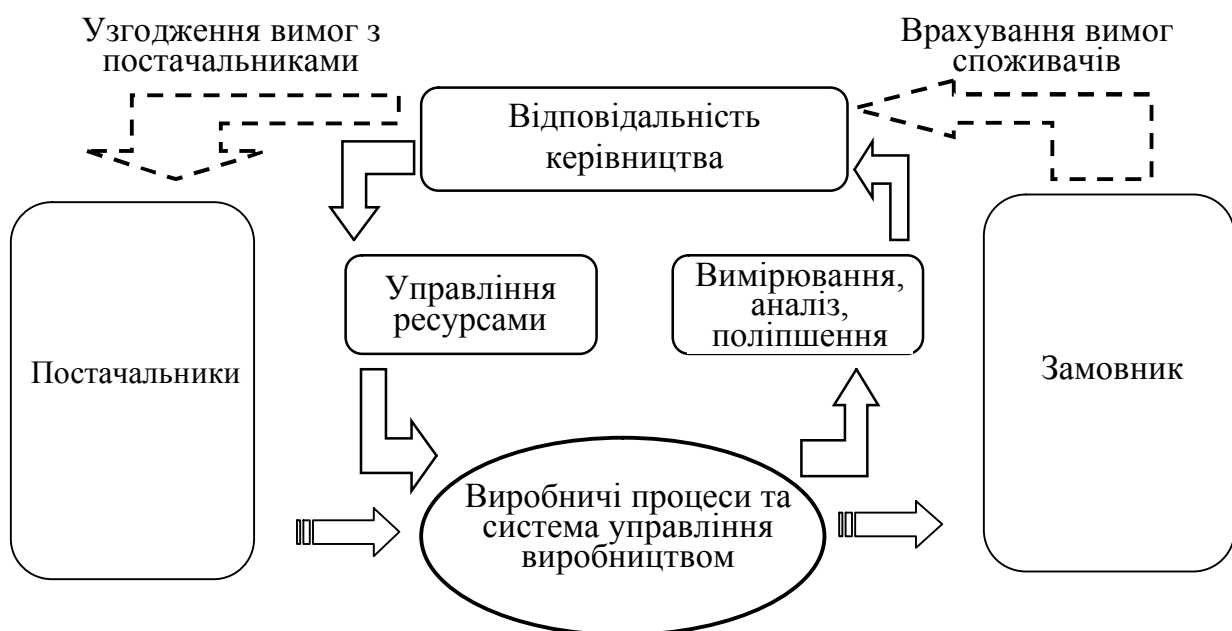 Узгодження вимог з
постачальниками
Врахування вимог
споживачів
Відповідальність
керівництва
Управління
ресурсами
Вимірювання,
аналіз,
поліпшення
Постачальники
Замовник
Виробничі процеси та
система управління
виробництвом